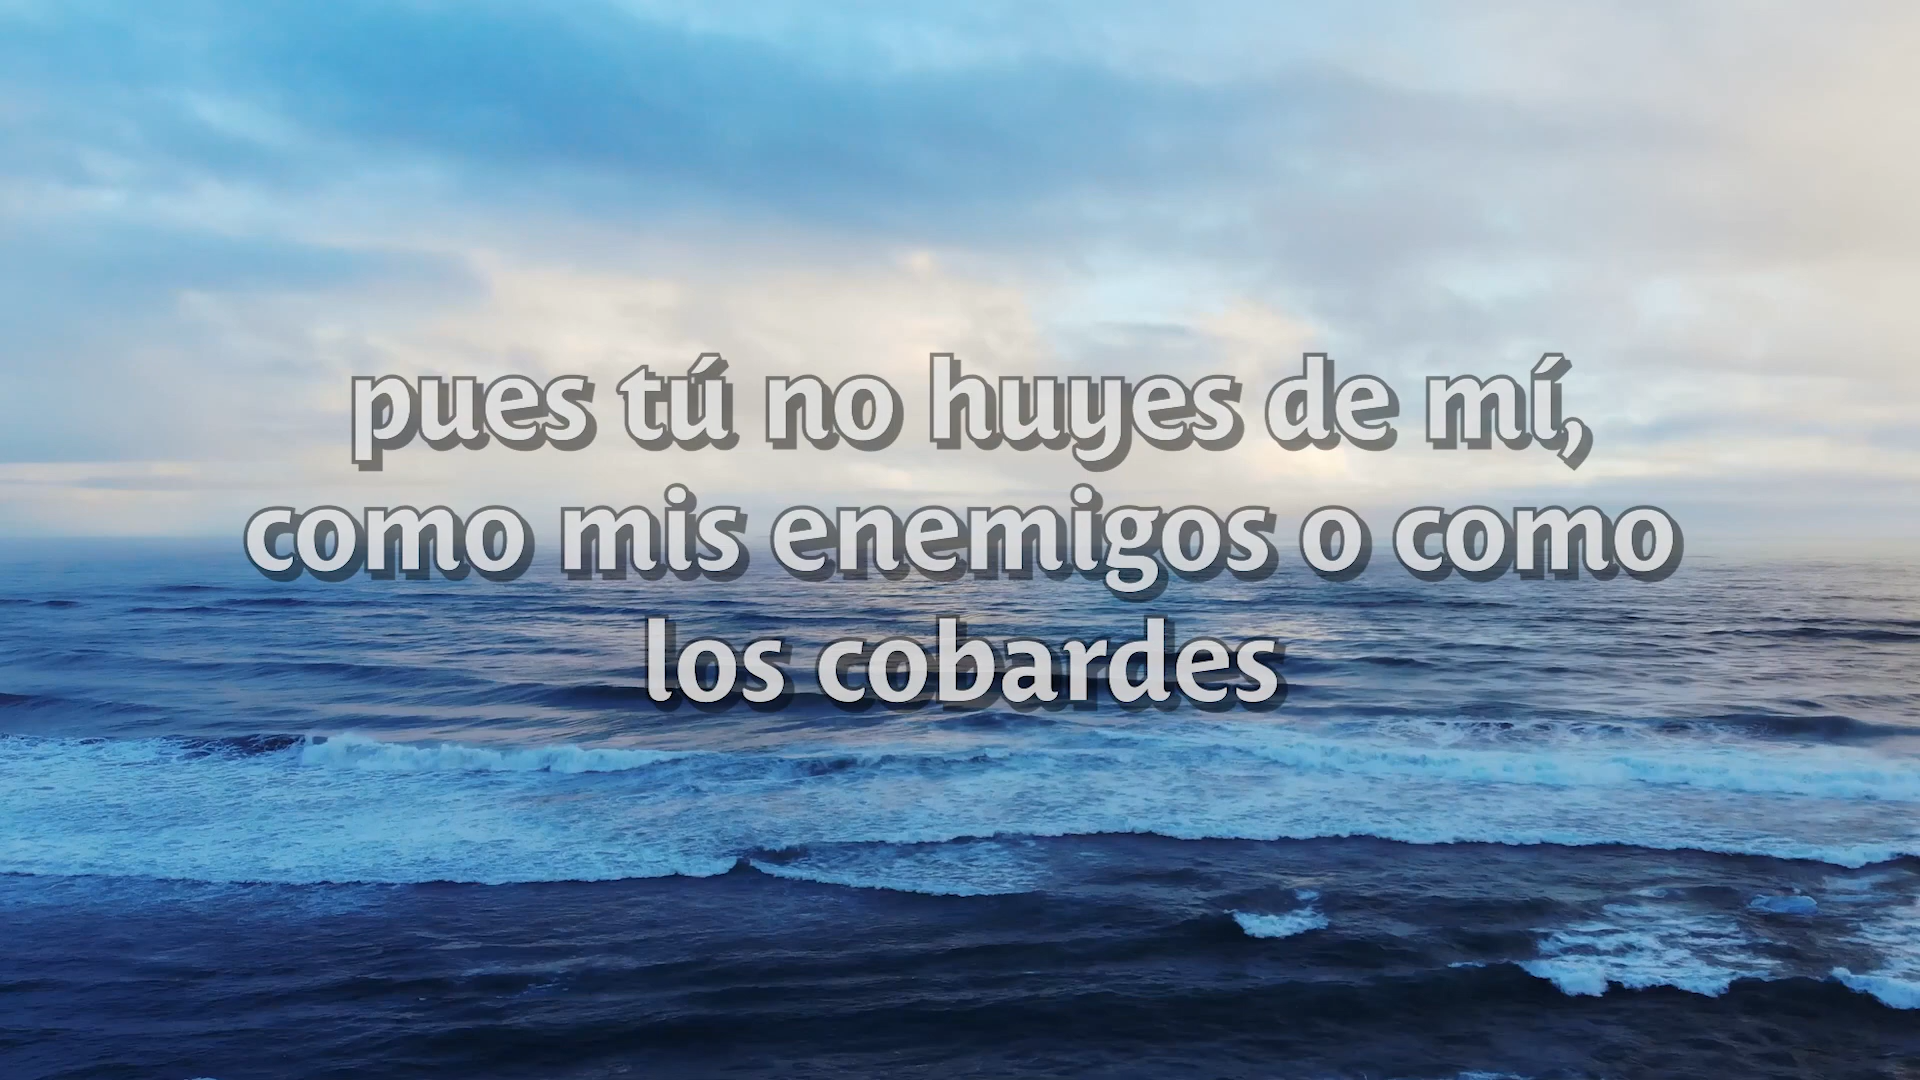 pues tú no huyes de mí,
como mis enemigos o como
los cobardes